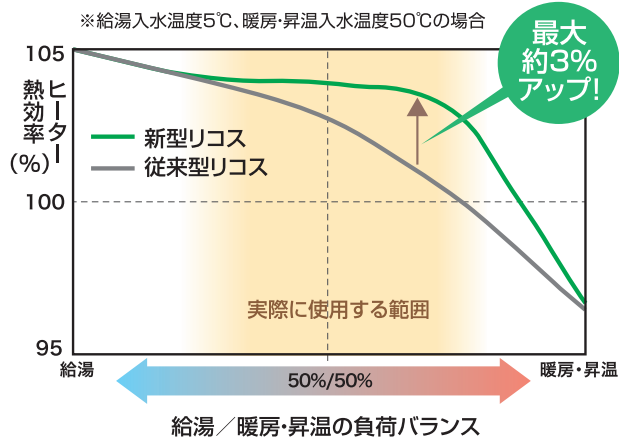 ※給湯入水温度5℃、暖房・昇温入水温度50℃の場合
最大
約3%
アップ!
105
ヒーター
熱効率
(%)
新型リコス
従来型リコス
100
実際に使用する範囲
95
給湯
暖房・昇温
50%/50%
給湯／暖房・昇温の負荷バランス